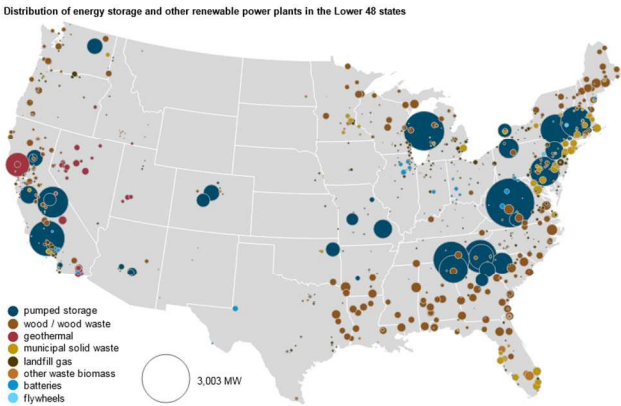 Distribution of energy storage and other renewable power plants in the Lower 48 states
pumped storage
wood / wood waste
geothermal
municipal solid waste
landfill gas
other waste biomass
batteries
flywheels
3,003 MW